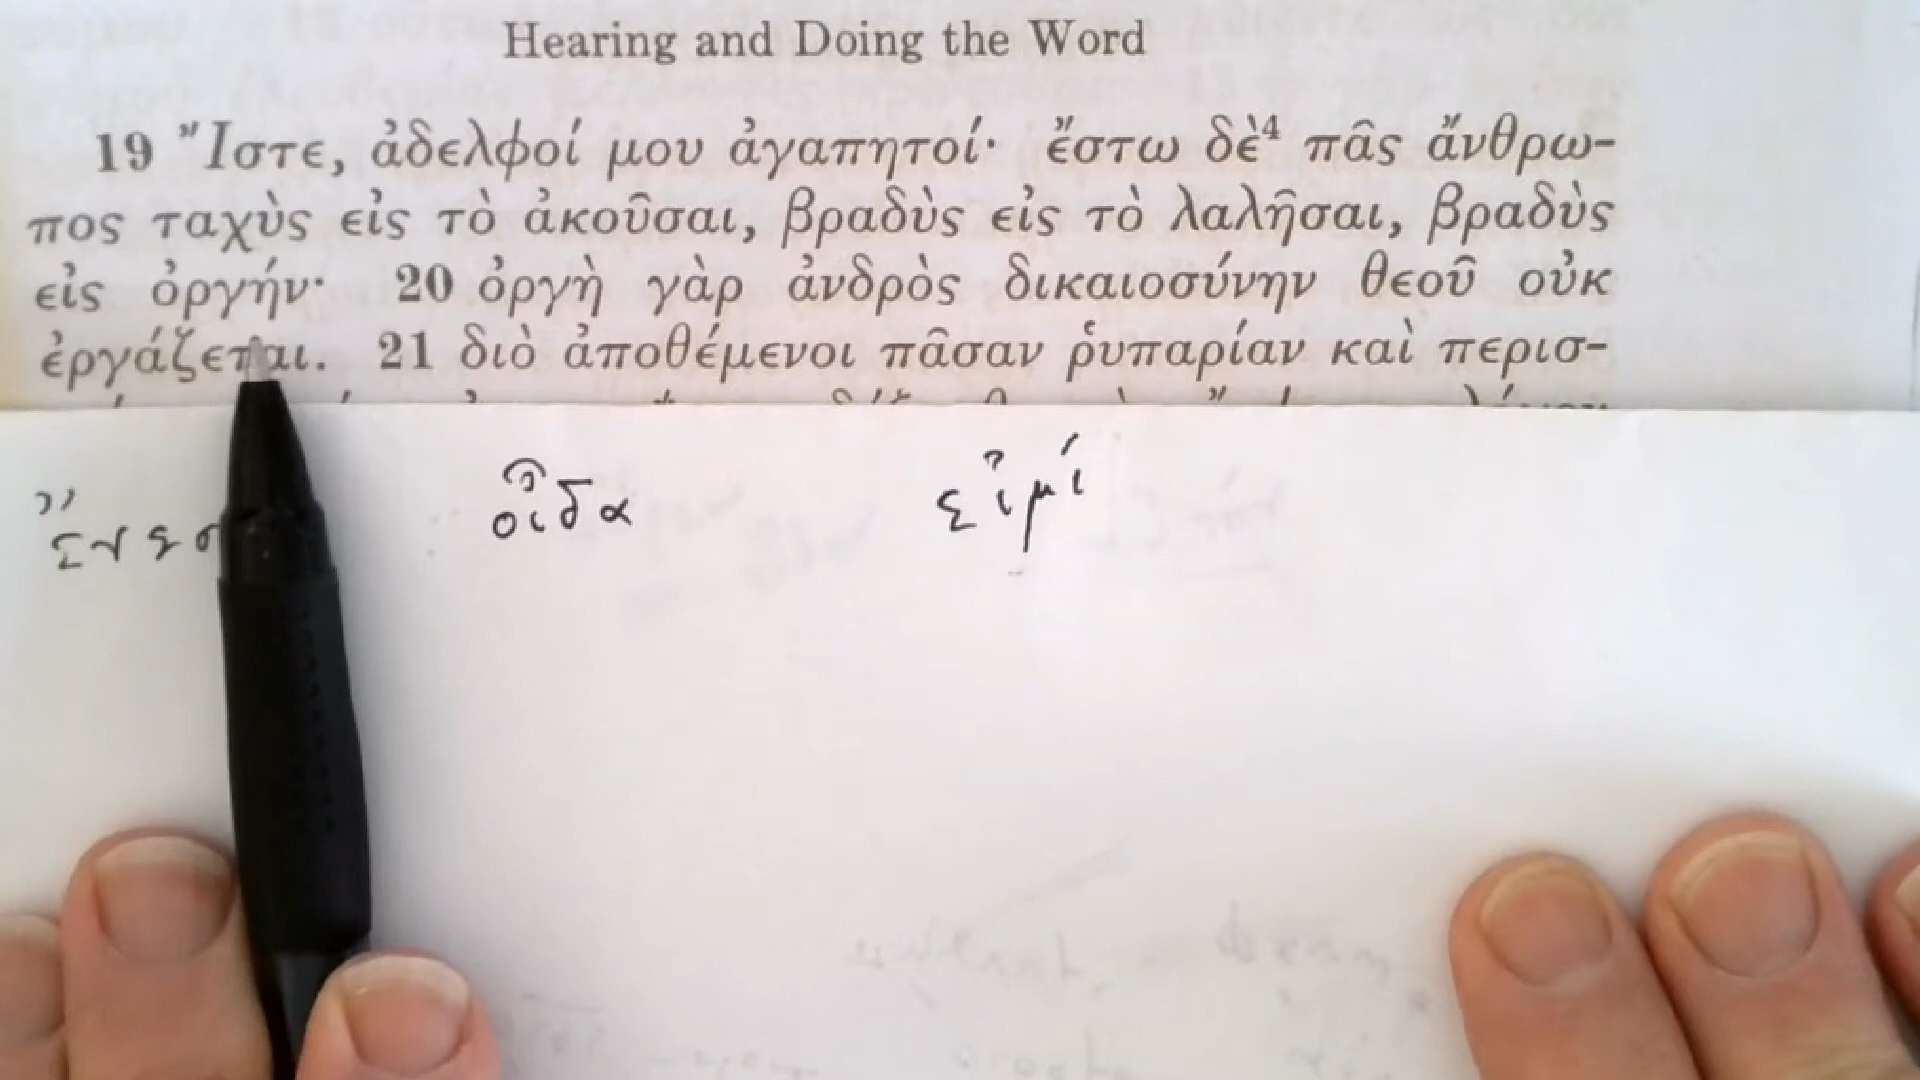 Hearing and Doing the Word
19 Ἴστε, ἀδελφοί μου ἀγαπητοί· ἔστω δὲ⁴ πᾶς ἄνθρω-
πος ταχὺς εἰς τὸ ἀκοῦσαι, βραδὺς εἰς τὸ λαλῆσαι, βραδὺς
εἰς ὀργήν· 20 ὀργὴ γὰρ ἀνδρὸς δικαιοσύνην θεοῦ οὐκ
ἐργάζεται. 21 διὸ ἀποθέμενοι πᾶσαν ῥυπαρίαν καὶ περισ-
οἶδα εἰμί